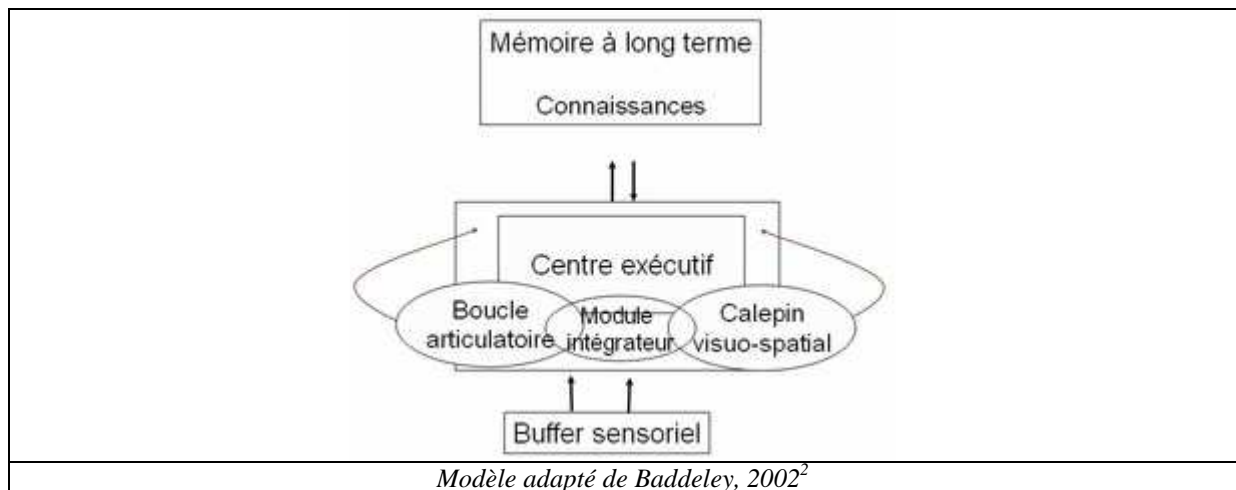 Mémoire à long terme
Connaissances
Centre exécutif
Boucle
articulatoire
Module
intégrateur
Calepin
visuo-spatial
Buffer sensoriel
Modèle adapté de Baddeley, 2002²